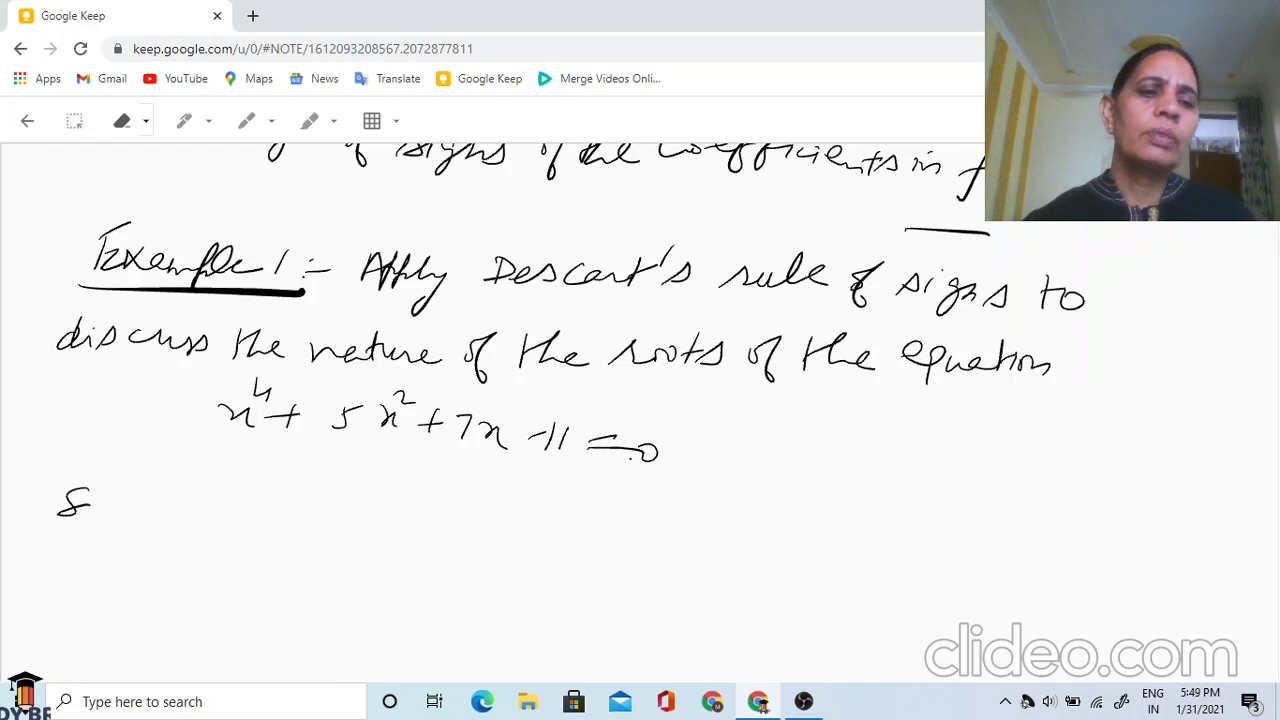 Google Keep
keep.google.com/u/0/#NOTE/1612093208567.2072877811
Apps Gmail YouTube Maps News Translate Google Keep Merge Videos Onli...
of signs of the coefficients in f
Example 1:- Apply Descart's rule of signs to
discuss the nature of the roots of the equation
x⁴ + 5x² + 7x - 11 = 0
S
clideo.com
Type here to search
ENG 5:49 PM
IN 1/31/2021
3
DY BR